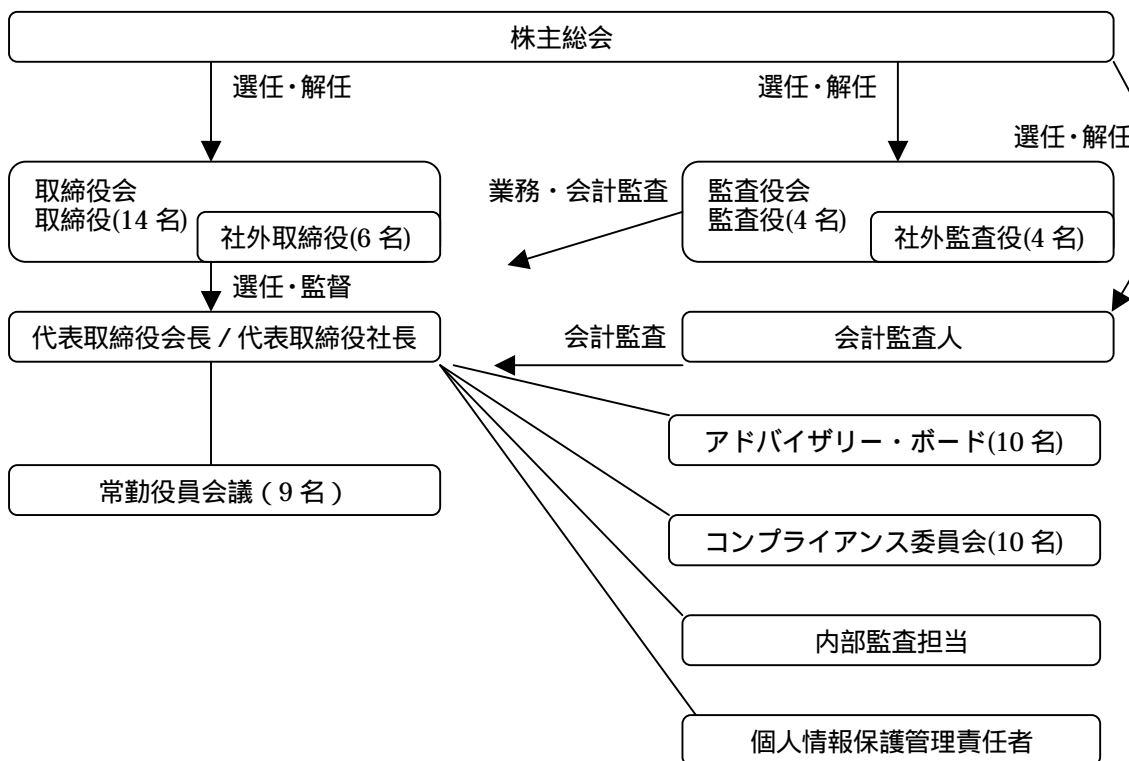 株主総会
選任・解任
選任・解任
選任・解任
取締役会
取締役(14 名)
社外取締役(6 名)
業務・会計監査
監査役会
監査役(4 名)
社外監査役(4 名)
選任・監督
代表取締役会長 / 代表取締役社長
会計監査
会計監査人
アドバイザリー・ボード(10 名)
常勤役員会議 ( 9 名 )
コンプライアンス委員会(10 名)
内部監査担当
個人情報保護管理責任者